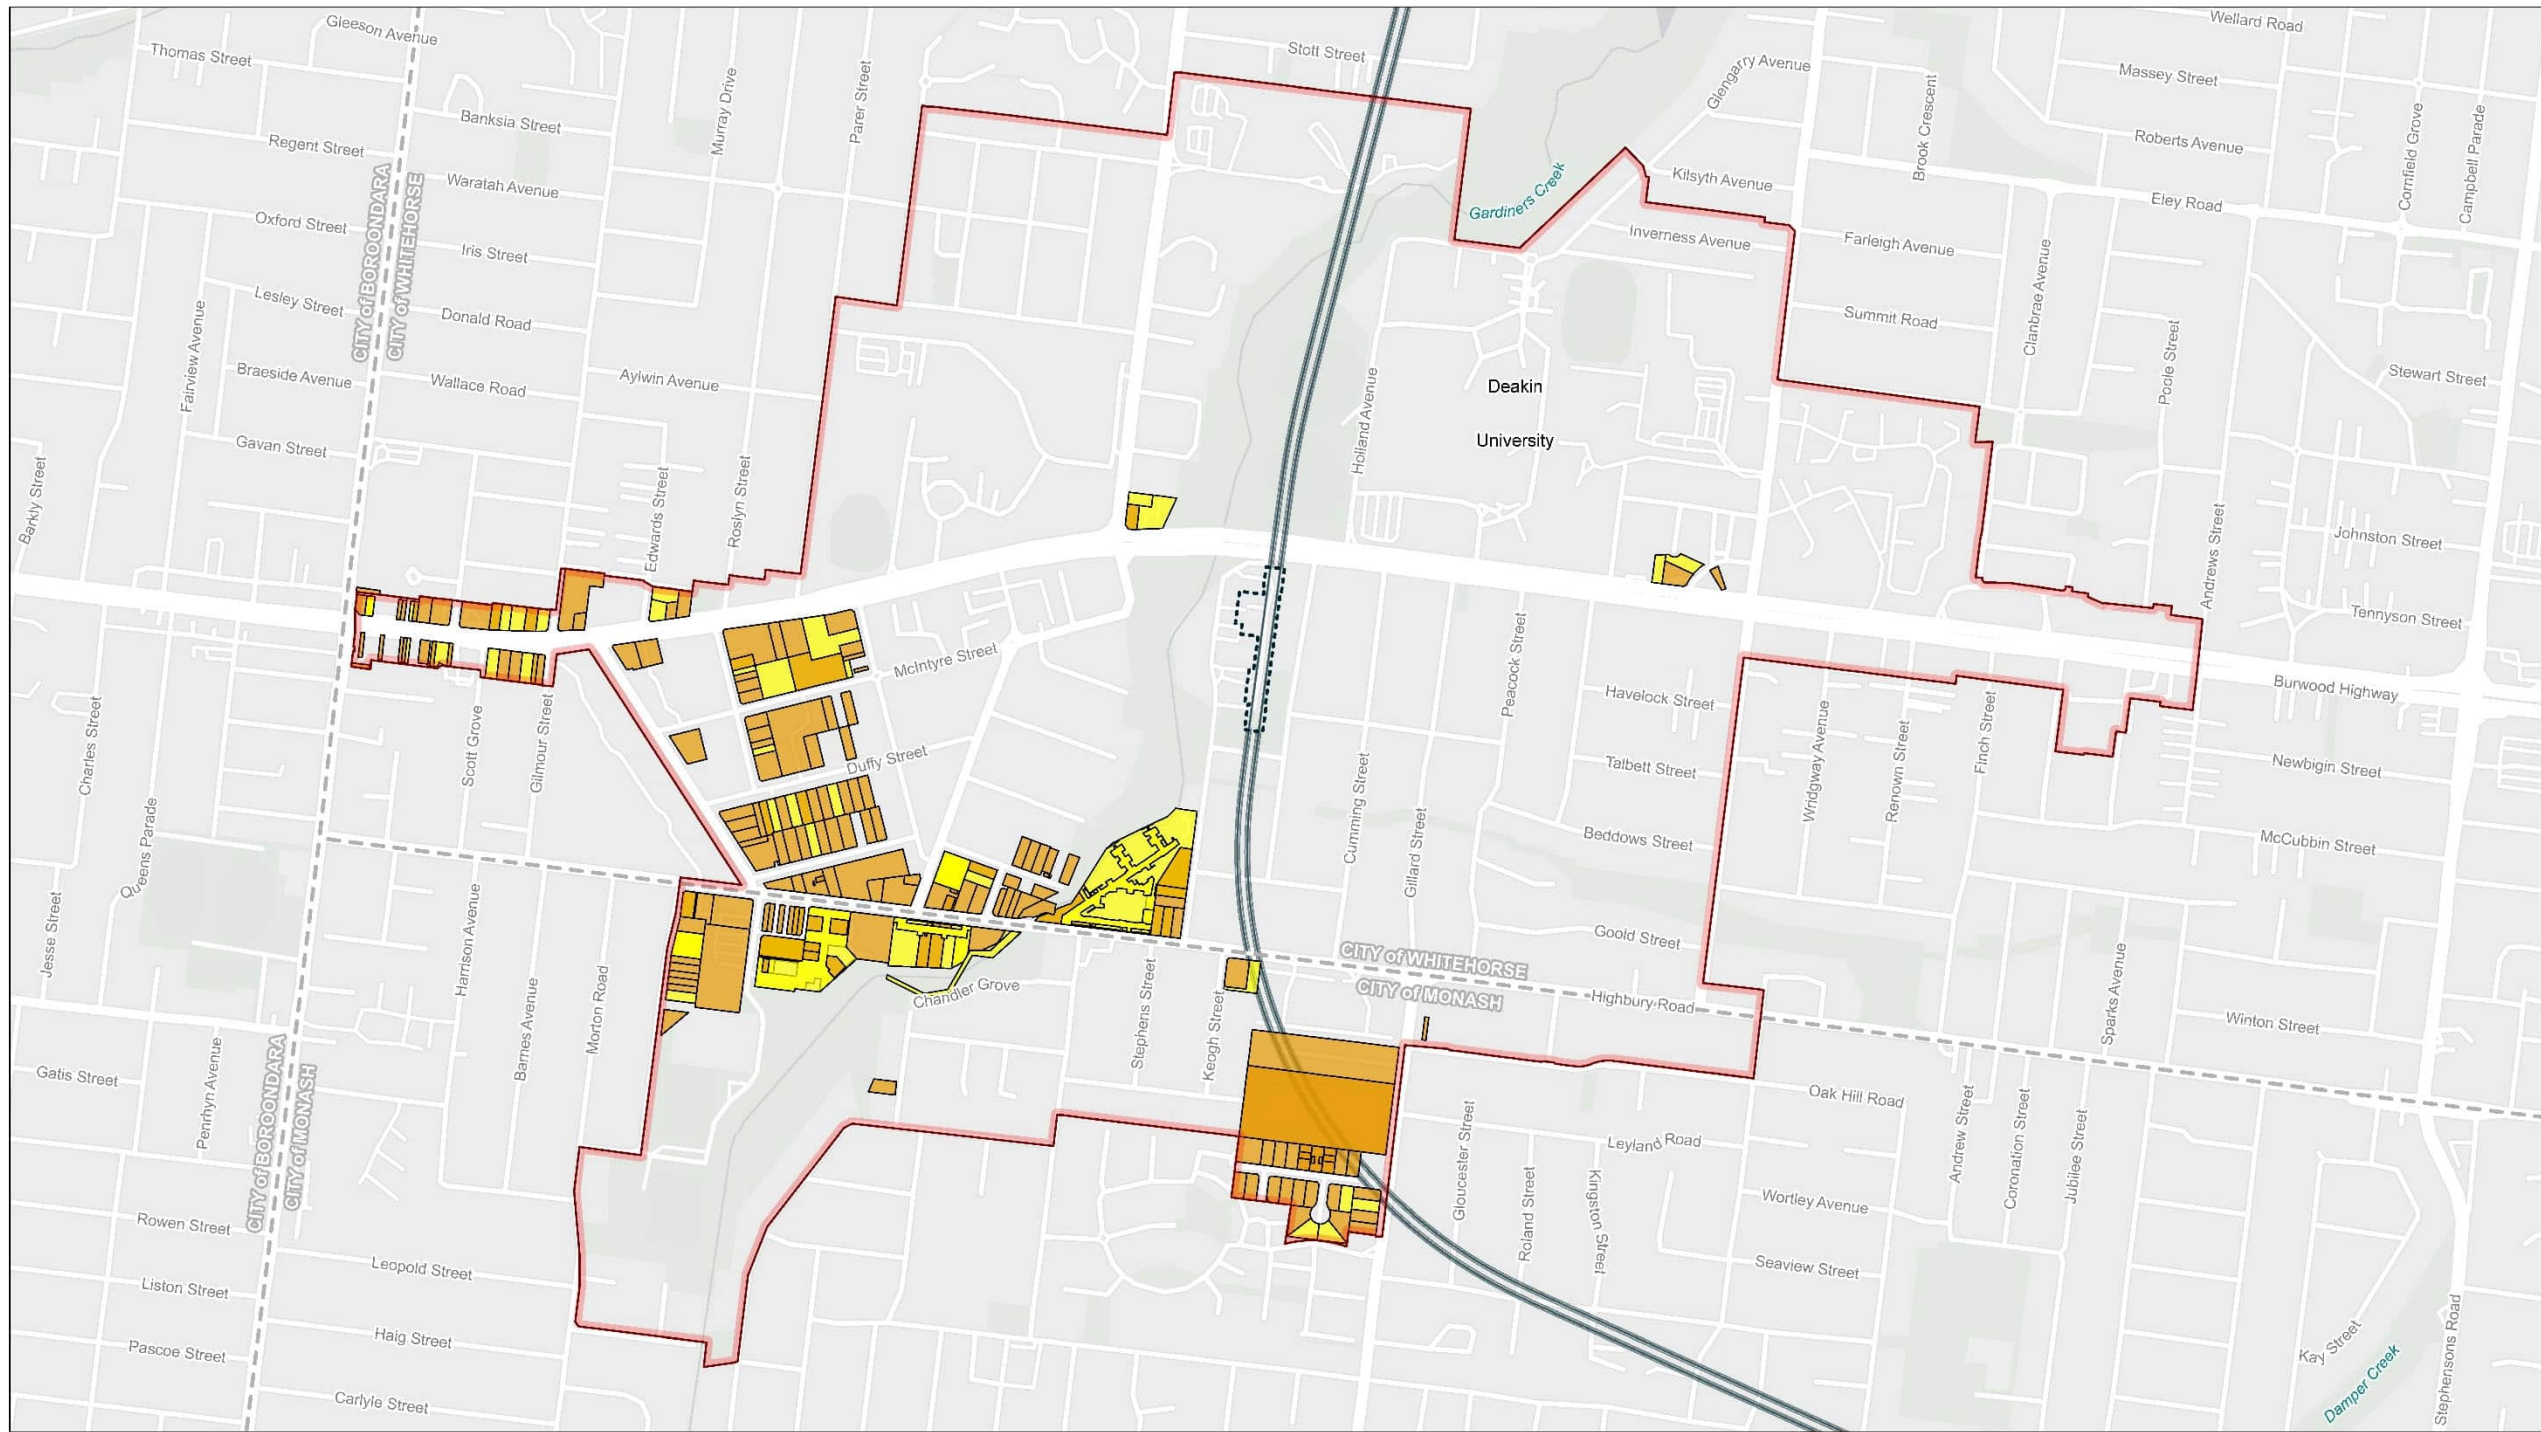 Gleeson Avenue
Thomas Street
Stott Street
Wellard Road
Murray Drive
Parer Street
Glengarry Avenue
Massey Street
Brook Crescent
Cornfield Grove
Campbell Parade
Banksia Street
Regent Street
Roberts Avenue
Waratah Avenue
Kilsyth Avenue
Gardiners Creek
Eley Road
CITY of BOROONDARA
CITY of WHITEHORSE
Oxford Street
Iris Street
Inverness Avenue
Farleigh Avenue
Clanbrae Avenue
Lesley Street
Donald Road
Summit Road
Fairview Avenue
Poole Street
Braeside Avenue
Wallace Road
Aylwin Avenue
Holland Avenue
Deakin
University
Stewart Street
Gavan Street
Barkly Street
Edwards Street
Roslyn Street
Andrews Street
Johnston Street
Tennyson Street
McIntyre Street
Peacock Street
Burwood Highway
Havelock Street
Charles Street
Scott Grove
Gilmour Street
Wridgway Avenue
Renown Street
Finch Street
Duffy Street
Talbett Street
Newbigin Street
Cumming Street
Gillard Street
Queens Parade
Beddows Street
McCubbin Street
Jesse Street
Harrison Avenue
Goold Street
CITY of WHITEHORSE
CITY of MONASH
Barnes Avenue
Morton Road
Chandler Grove
Stephens Street
Keogh Street
Highbury Road
Sparks Avenue
Winton Street
Gatis Street
Penrhyn Avenue
CITY of BOROONDARA
CITY of MONASH
Oak Hill Road
Gloucester Street
Leyland Road
Andrew Street
Coronation Street
Jubilee Street
Roland Street
Kingston Street
Wortley Avenue
Rowen Street
Leopold Street
Seaview Street
Liston Street
Haig Street
Pascoe Street
Kay Street
Stephensons Road
Damper Creek
Carlyle Street